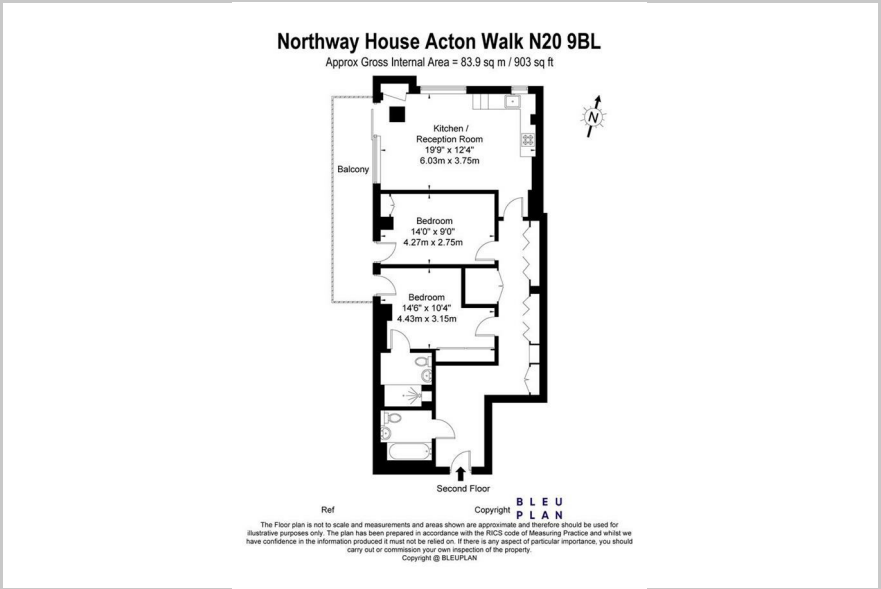 Northway House Acton Walk N20 9BL
Approx Gross Internal Area = 83.9 sq m / 903 sq ft
N
Kitchen /
Reception Room
19'9" x 12'4"
6.03m x 3.75m
Balcony
Bedroom
14'0" x 9'0"
4.27m x 2.75m
Bedroom
14'6" x 10'4"
4.43m x 3.15m
Second Floor
Ref
Copyright
BLEU
PLAN
The Floor plan is not to scale and measurements and areas shown are approximate and therefore should be used for
illustrative purposes only. The plan has been prepared in accordance with the RICS code of Measuring Practice and whilst we
have confidence in the information produced it must not be relied on. If there is any aspect of particular importance, you should
carry out or commission your own inspection of the property.
Copyright @ BLEUPLAN